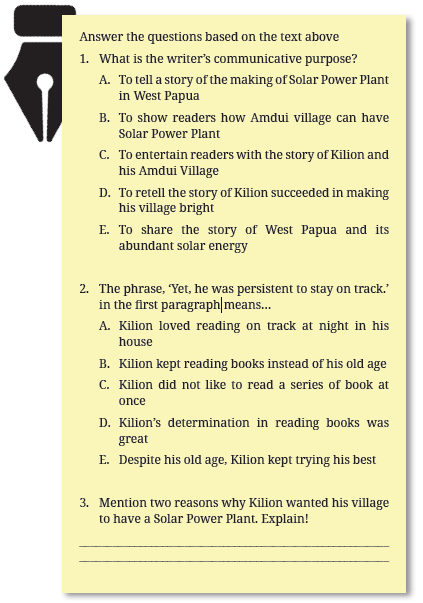 Answer the questions based on the text above
1. What is the writer’s communicative purpose?
A. To tell a story of the making of Solar Power Plant
in West Papua
B. To show readers how Amdui village can have
Solar Power Plant
C. To entertain readers with the story of Kilion and
his Amdui Village
D. To retell the story of Kilion succeeded in making
his village bright
E. To share the story of West Papua and its
abundant solar energy
2. The phrase, ‘Yet, he was persistent to stay on track.’
in the first paragraph means...
A. Kilion loved reading on track at night in his
house
B. Kilion kept reading books instead of his old age
C. Kilion did not like to read a series of book at
once
D. Kilion’s determination in reading books was
great
E. Despite his old age, Kilion kept trying his best
3. Mention two reasons why Kilion wanted his village
to have a Solar Power Plant. Explain!